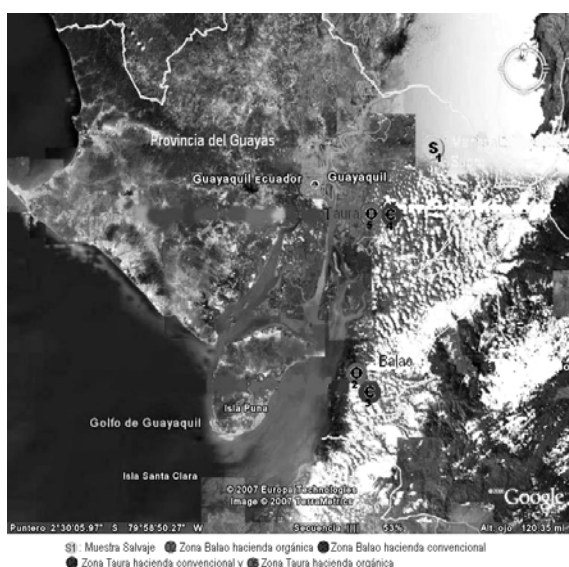 S
1
Provincia del Guayas
Guayaquil Ecuador
Guayaquil
Taura
Balao
2
Isla Puna
Golfo de Guayaquil
Isla Santa Clara
© 2007 Europa Technologies
Image © 2007 TerraMetrics
Google
Puntero 2°30'05.97" S 79°58'50.27" W Secuencia ||| 53% Alt. ojo 120.35 mi
S1: Muestra Salvaje Zona Balao hacienda orgánica Zona Balao hacienda convencional
Zona Taura hacienda convencional y Zona Taura hacienda orgánica